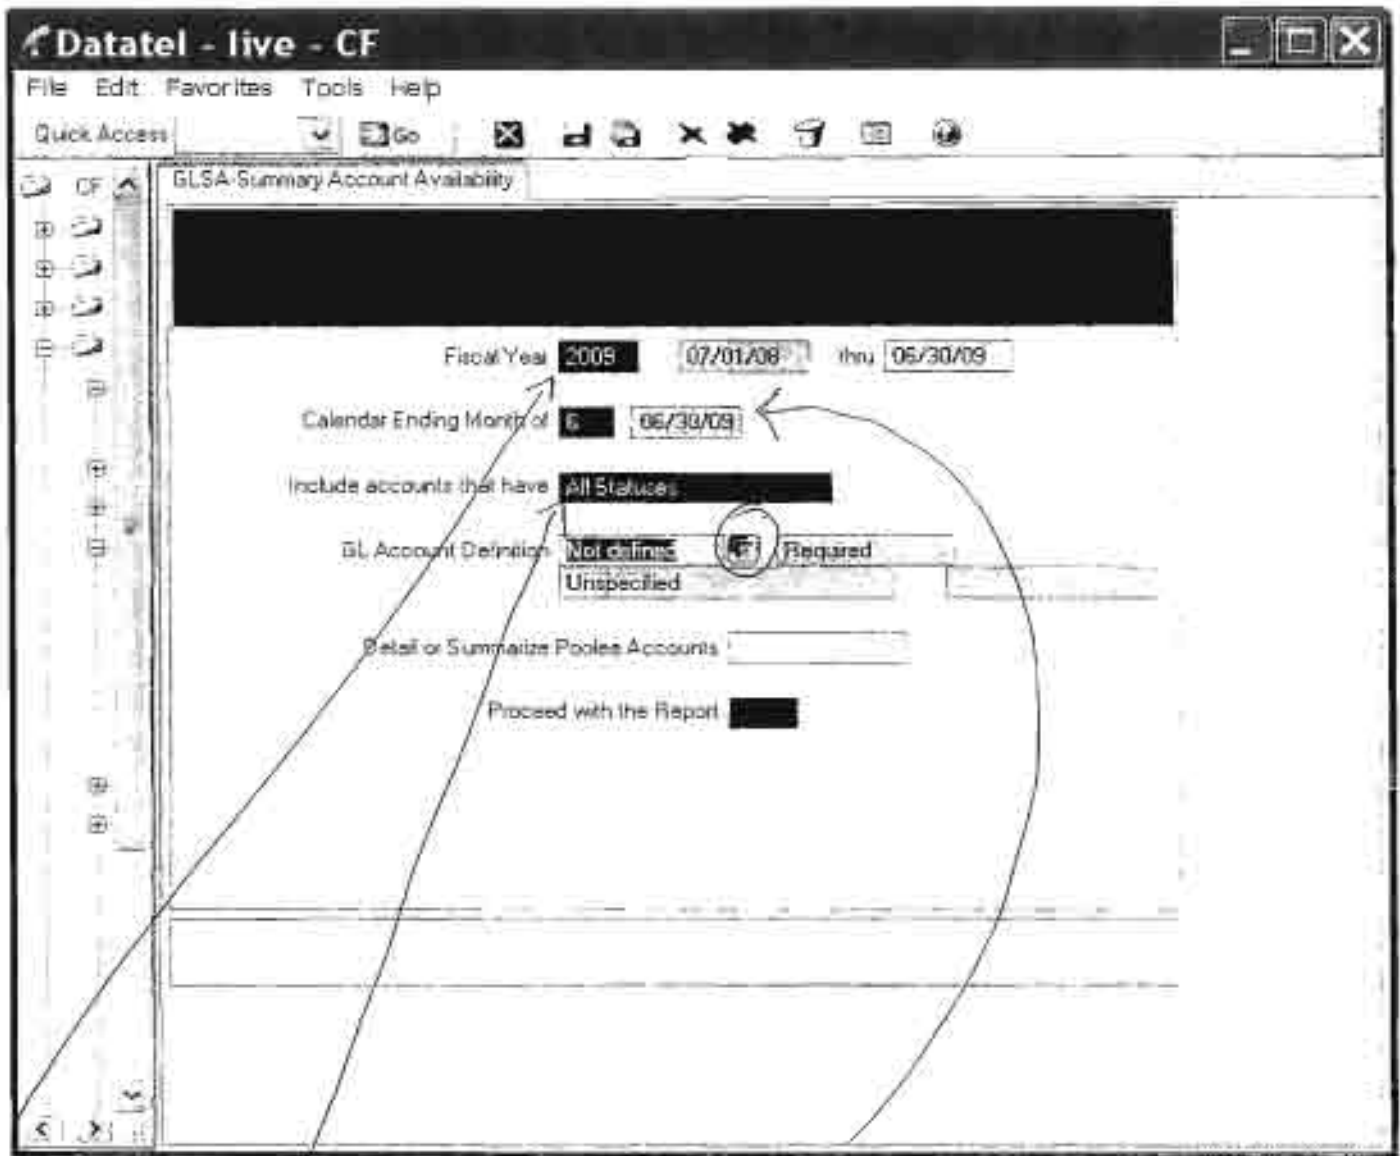 Datatel - live - CF
File Edit Favorites Tools Help
Quick Access Go
CF GLSA-Summary Account Availability
Fiscal Year 2009 07/01/08 thru 06/30/09
Calendar Ending Month of 6 06/30/09
Include accounts that have All Statuses
GL Account Definition Not defined Required
Unspecified
Detail or Summarize Pooled Accounts
Proceed with the Report